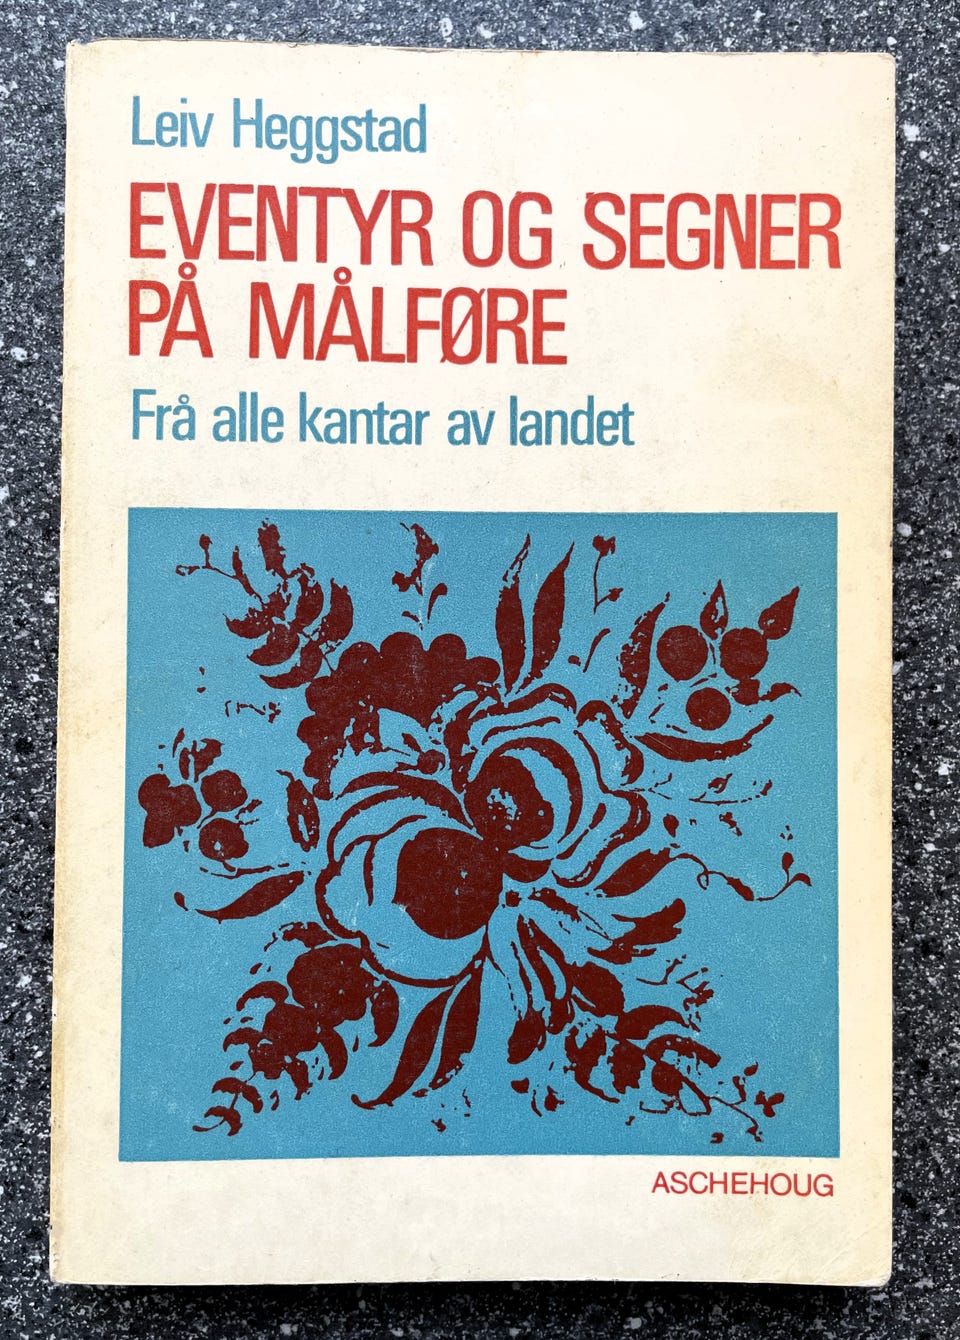 Leiv Heggstad
EVENTYR OG SEGNER
PÅ MÅLFØRE
Frå alle kantar av landet
ASCHEHOUG